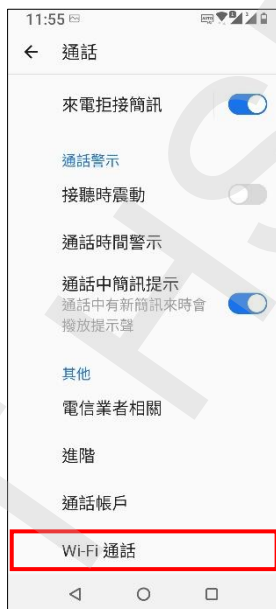 11:55
通話
來電拒接簡訊
通話警示
接聽時震動
通話時間警示
通話中簡訊提示
通話中有新簡訊來時會
撥放提示聲
其他
電信業者相關
進階
通話帳戶
Wi-Fi 通話